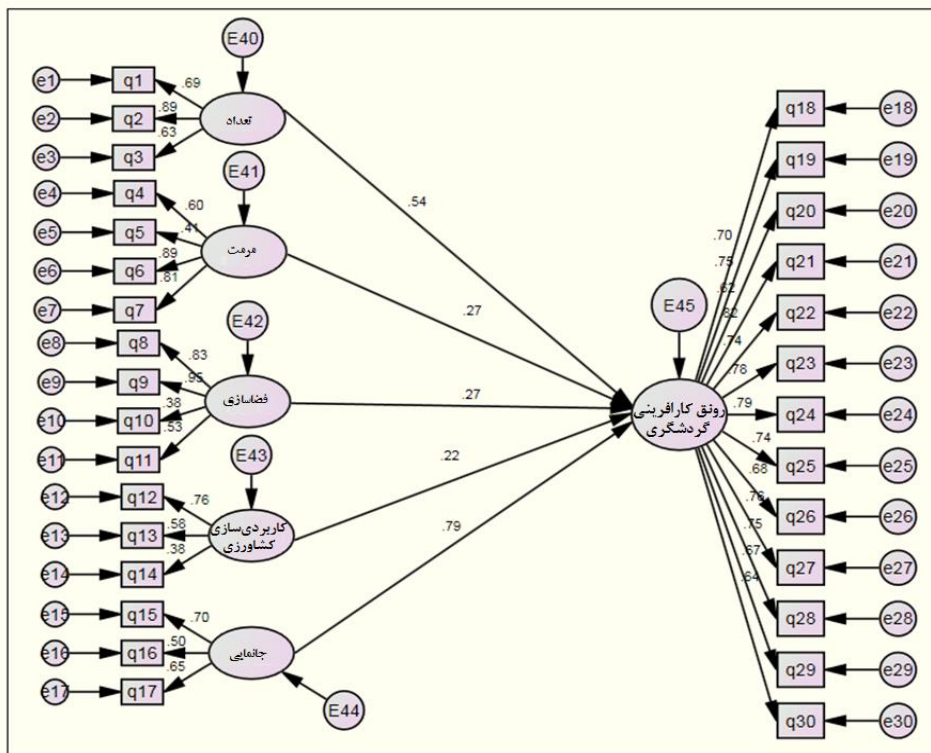 E40
e1 q1 .69
e2 q2 .89
e3 q3 .63
تعداد
.54
E41
e4 q4 .60
e5 q5 .41
e6 q6 .89
e7 q7 .81
مرمت
.27
E42
e8 q8 .83
e9 q9 .95
e10 q10 .38
e11 q11 .53
فضاسازی
.27
E43
e12 q12 .76
e13 q13 .58
e14 q14 .38
کاربردی‌سازی
کشاورزی
.22
e15 q15 .70
e16 q16 .50
e17 q17 .65
جانمایی
.79
E44
E45
رونق کارافرینی
گردشگری
.70 q18 e18
.75 q19 e19
.62 q20 e20
.82 q21 e21
.74 q22 e22
.78 q23 e23
.79 q24 e24
.74 q25 e25
.68 q26 e26
.76 q27 e27
.75 q28 e28
.67 q29 e29
.64 q30 e30